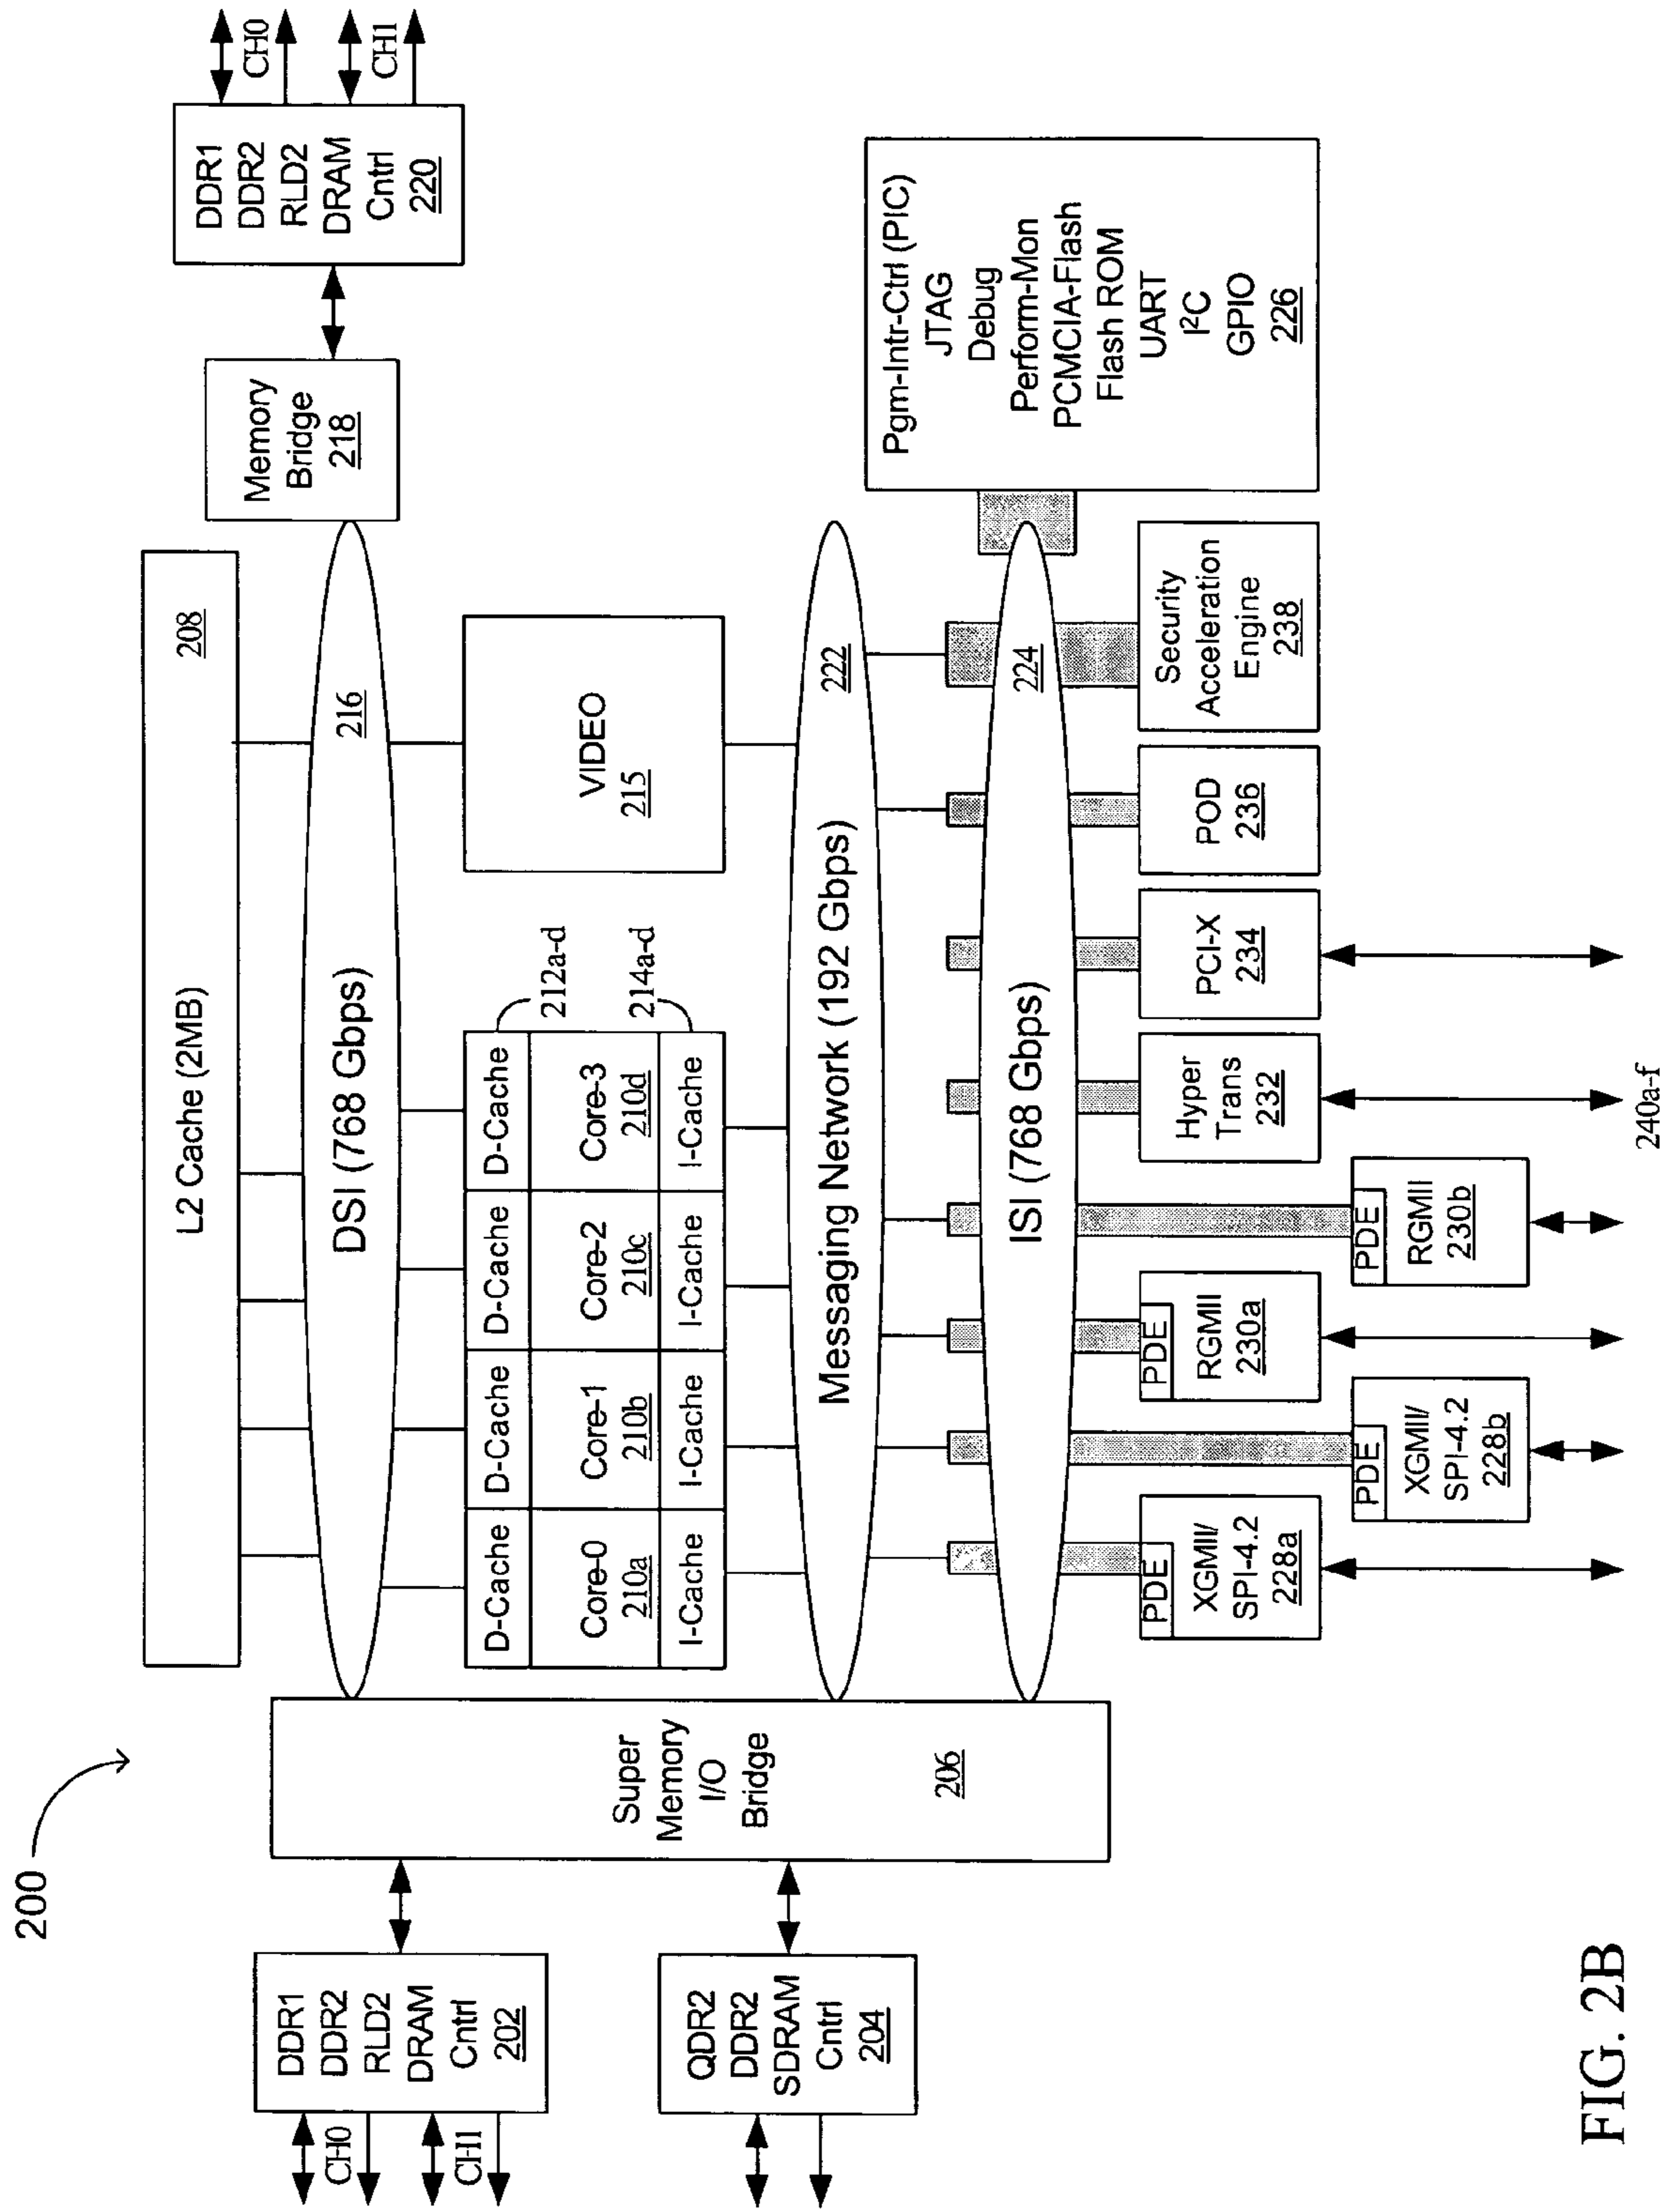 200
DDR1
DDR2
RLD2
DRAM
Cntrl
202
CH0
CH1
QDR2
DDR2
SDRAM
Cntrl
204
Super
Memory
I/O
Bridge
206
L2 Cache (2MB)
208
DSI (768 Gbps)
216
Memory
Bridge
218
DDR1
DDR2
RLD2
DRAM
Cntrl
220
CH0
CH1
D-Cache
D-Cache
D-Cache
D-Cache
212a-d
Core-0
210a
Core-1
210b
Core-2
210c
Core-3
210d
I-Cache
I-Cache
I-Cache
I-Cache
214a-d
VIDEO
215
Messaging Network (192 Gbps)
222
ISI (768 Gbps)
224
Pgm-Intr-Ctrl (PIC)
JTAG
Debug
Perform-Mon
PCMCIA-Flash
Flash ROM
UART
I²C
GPIO
226
PDE
XGMII/
SPI-4.2
228a
PDE
XGMII/
SPI-4.2
228b
PDE
RGMII
230a
PDE
RGMII
230b
Hyper
Trans
232
PCI-X
234
POD
236
Security
Acceleration
Engine
238
240a-f
FIG. 2B